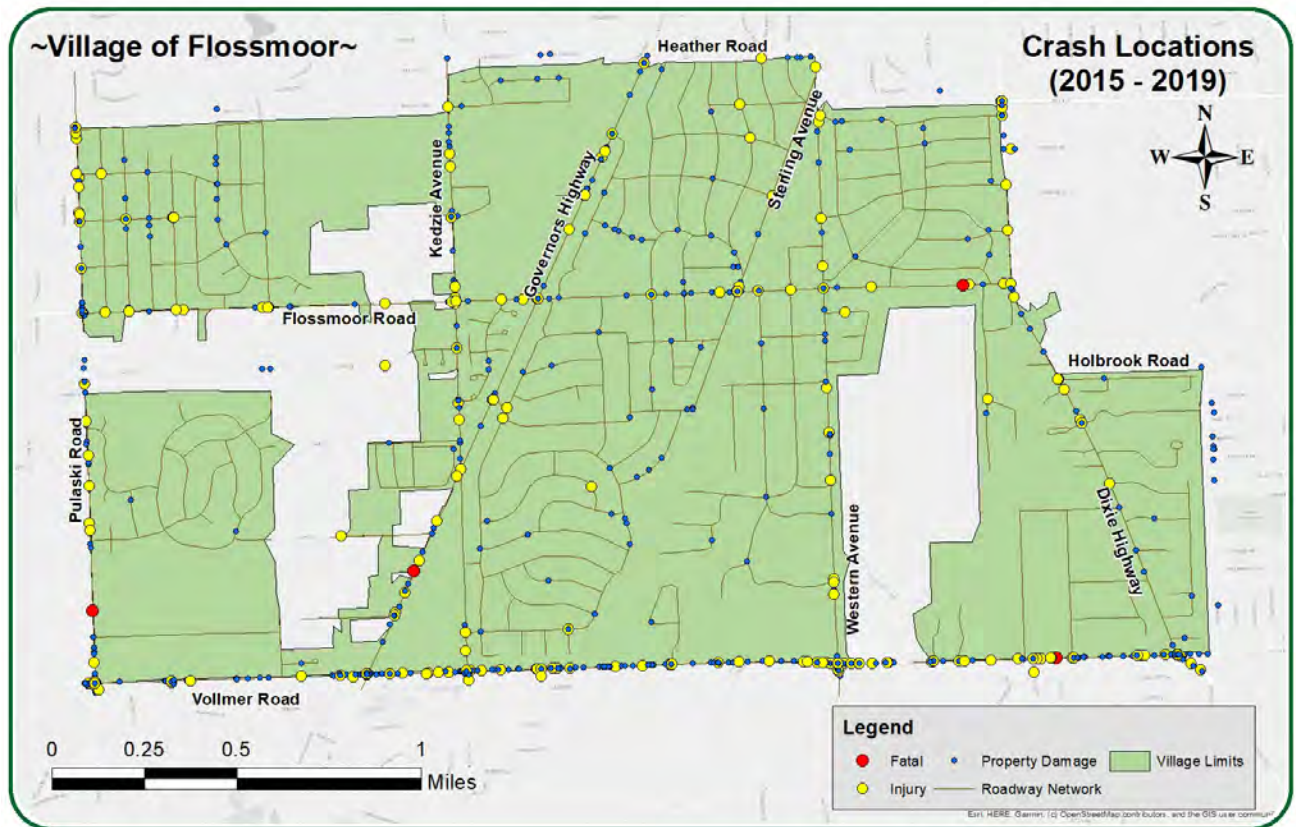 ~Village of Flossmoor~
Heather Road
Crash Locations
(2015 - 2019)
N
W E
S
Kedzie Avenue
Governors Highway
Sterling Avenue
Flossmoor Road
Holbrook Road
Pulaski Road
Western Avenue
Dixie Highway
Vollmer Road
0 0.25 0.5 1
Miles
Legend
Fatal
Property Damage
Village Limits
Injury
Roadway Network
Esri, HERE, Garmin, (c) OpenStreetMap contributors, and the GIS user communit